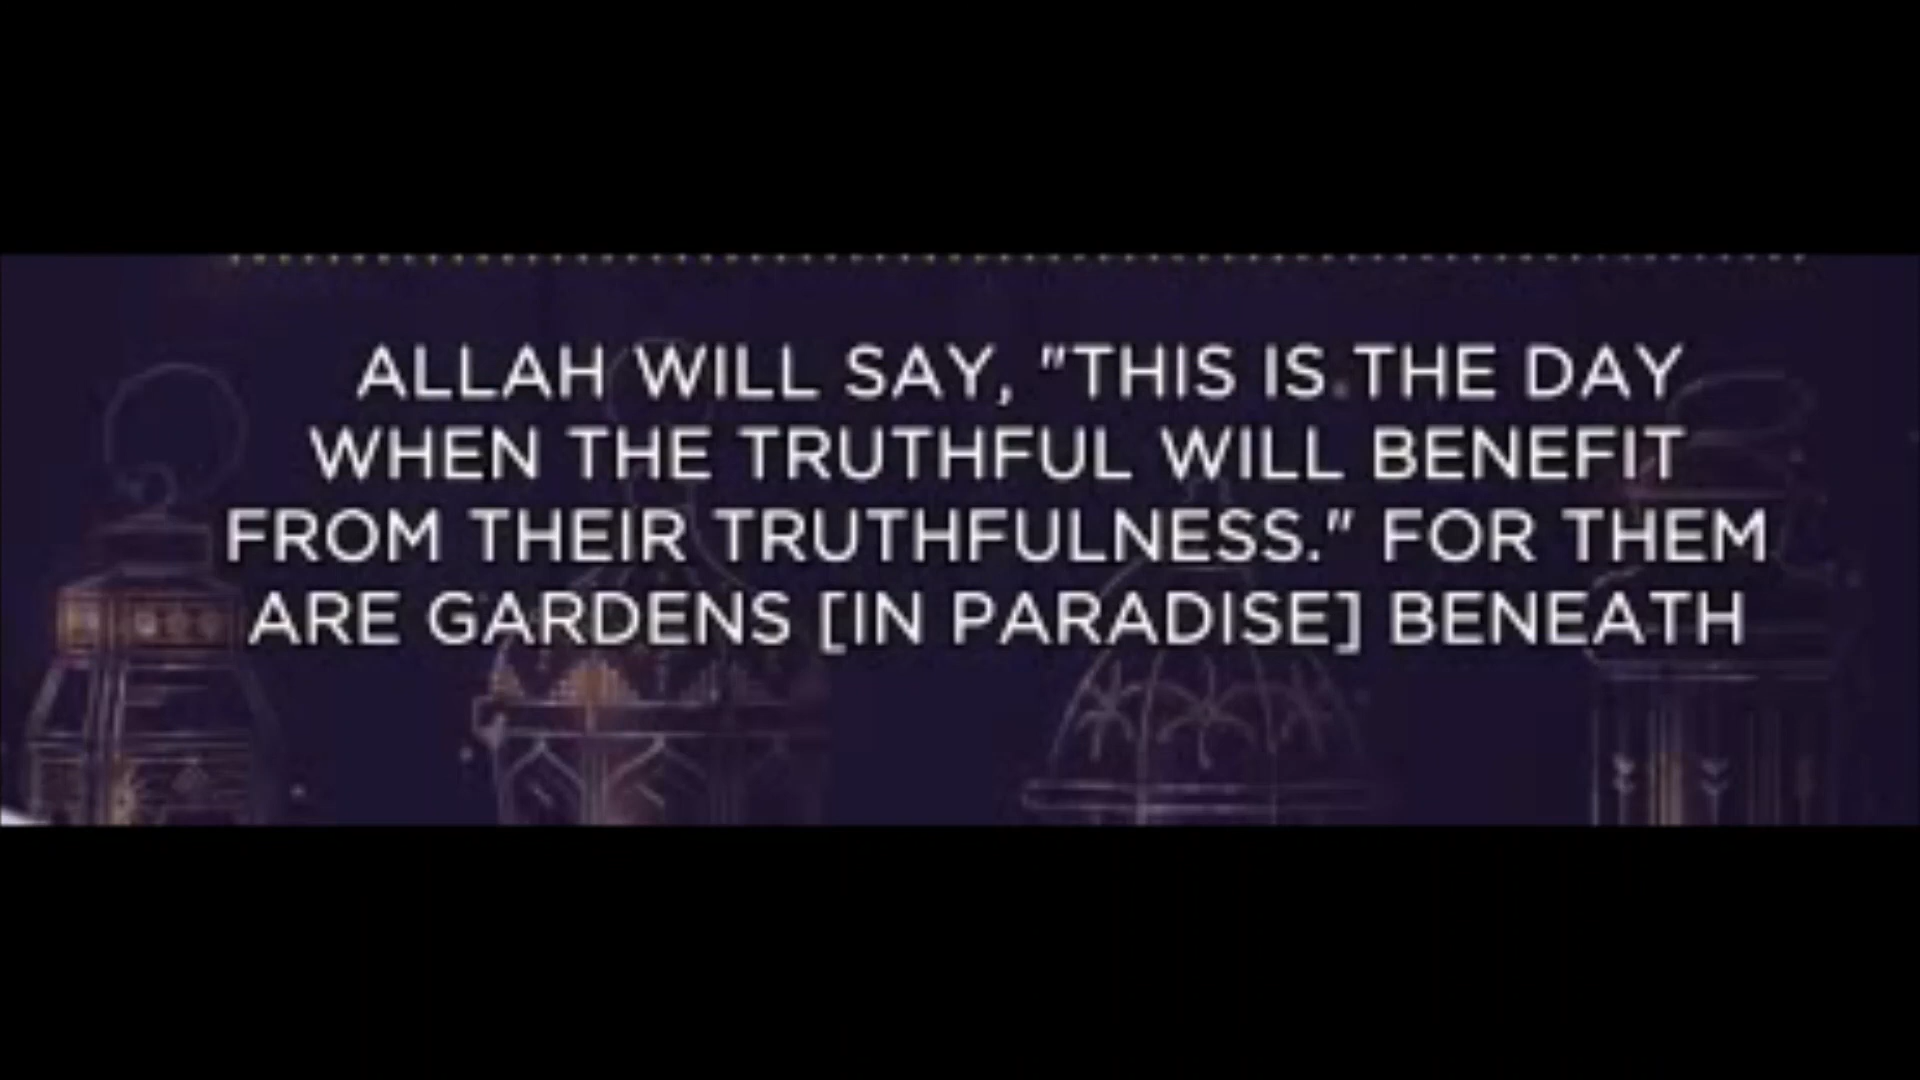 ALLAH WILL SAY, "THIS IS THE DAY
WHEN THE TRUTHFUL WILL BENEFIT
FROM THEIR TRUTHFULNESS." FOR THEM
ARE GARDENS [IN PARADISE] BENEATH